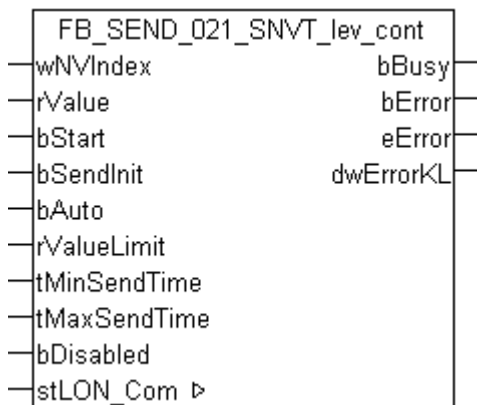 FB_SEND_021_SNVT_lev_cont
wNVIndex bBusy
rValue bError
bStart eError
bSendInit dwErrorKL
bAuto
rValueLimit
tMinSendTime
tMaxSendTime
bDisabled
stLON_Com ▷